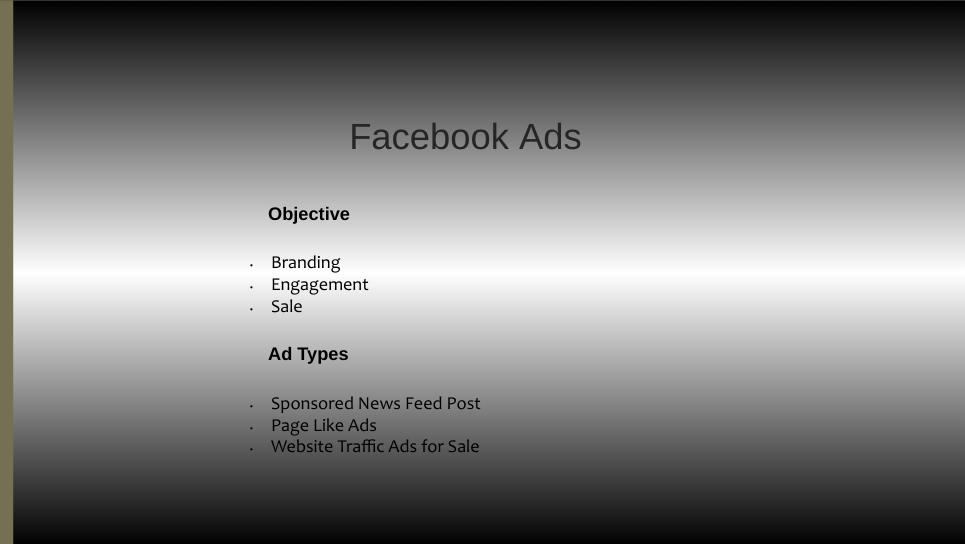 Facebook Ads
Objective
· Branding
· Engagement
· Sale
Ad Types
· Sponsored News Feed Post
· Page Like Ads
· Website Traffic Ads for Sale